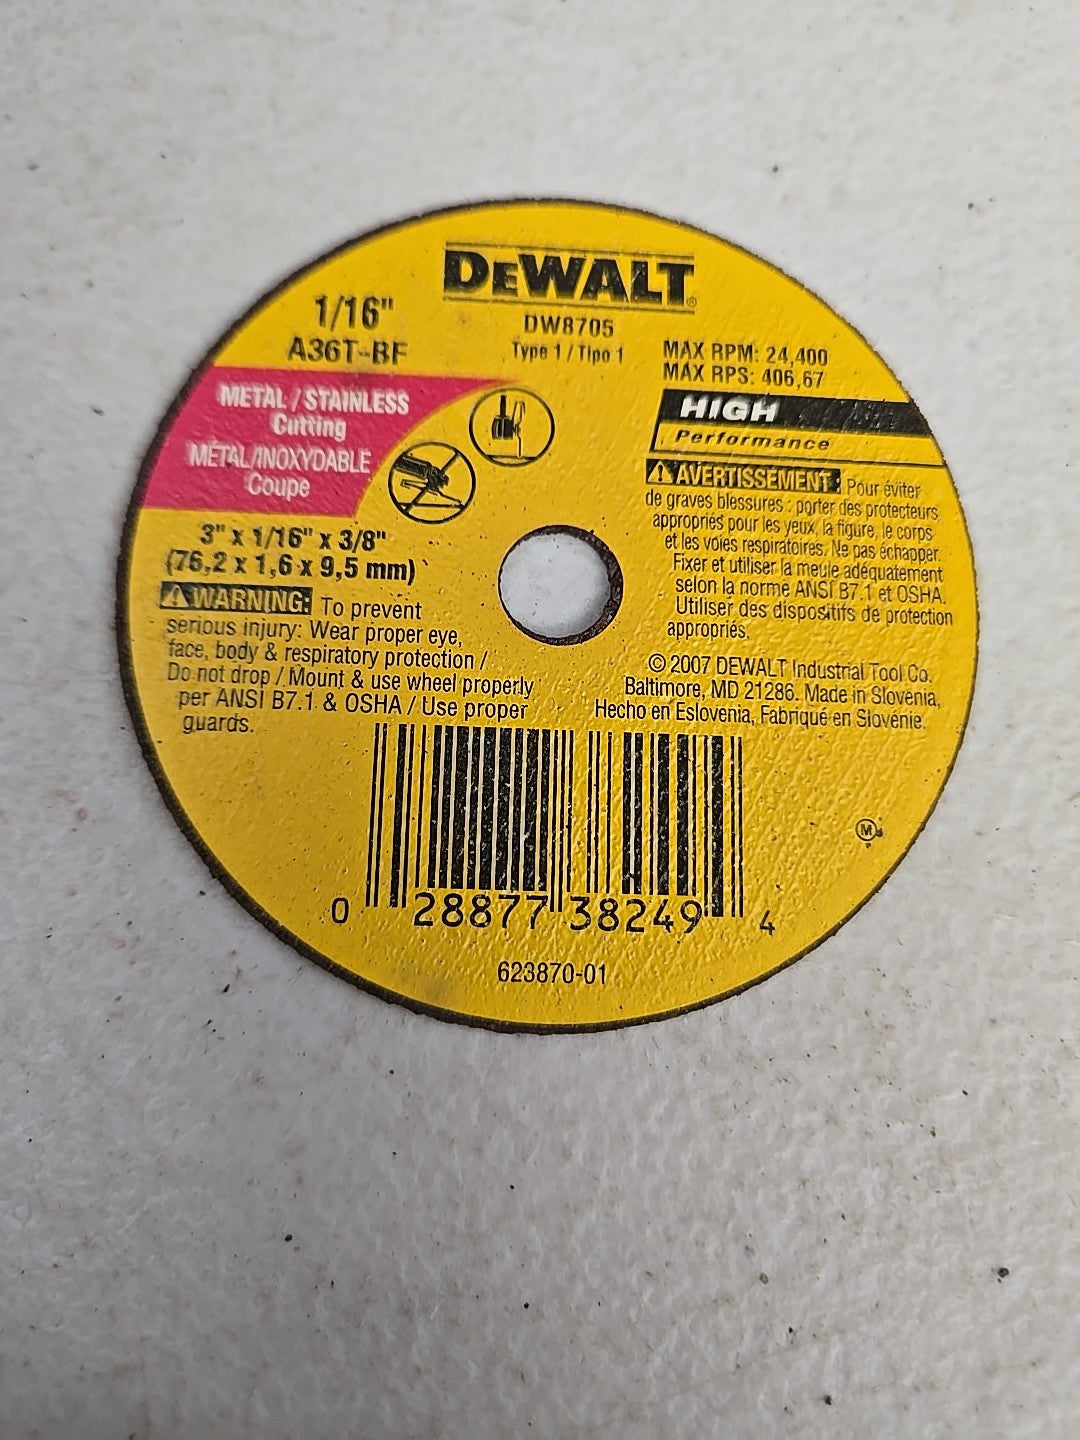 DEWALT®
DW8705
Type 1 / Tipo 1
1/16"
A36T-BF
METAL / STAINLESS
Cutting
MÉTAL/INOXYDABLE
Coupe
3" x 1/16" x 3/8"
(76,2 x 1,6 x 9,5 mm)
⚠WARNING: To prevent
serious injury: Wear proper eye,
face, body & respiratory protection /
Do not drop / Mount & use wheel properly
per ANSI B7.1 & OSHA / Use proper
guards.
MAX RPM: 24,400
MAX RPS: 406,67
HIGH
Performance
⚠AVERTISSEMENT: Pour éviter
de graves blessures : porter des protecteurs
appropriés pour les yeux, la figure, le corps
et les voies respiratoires. Ne pas échapper.
Fixer et utiliser la meule adéquatement
selon la norme ANSI B7.1 et OSHA.
Utiliser des dispositifs de protection
appropriés.
© 2007 DEWALT Industrial Tool Co.
Baltimore, MD 21286. Made in Slovenia,
Hecho en Eslovenia, Fabriqué en Slovénie.
M
0 28877 38249 4
623870-01